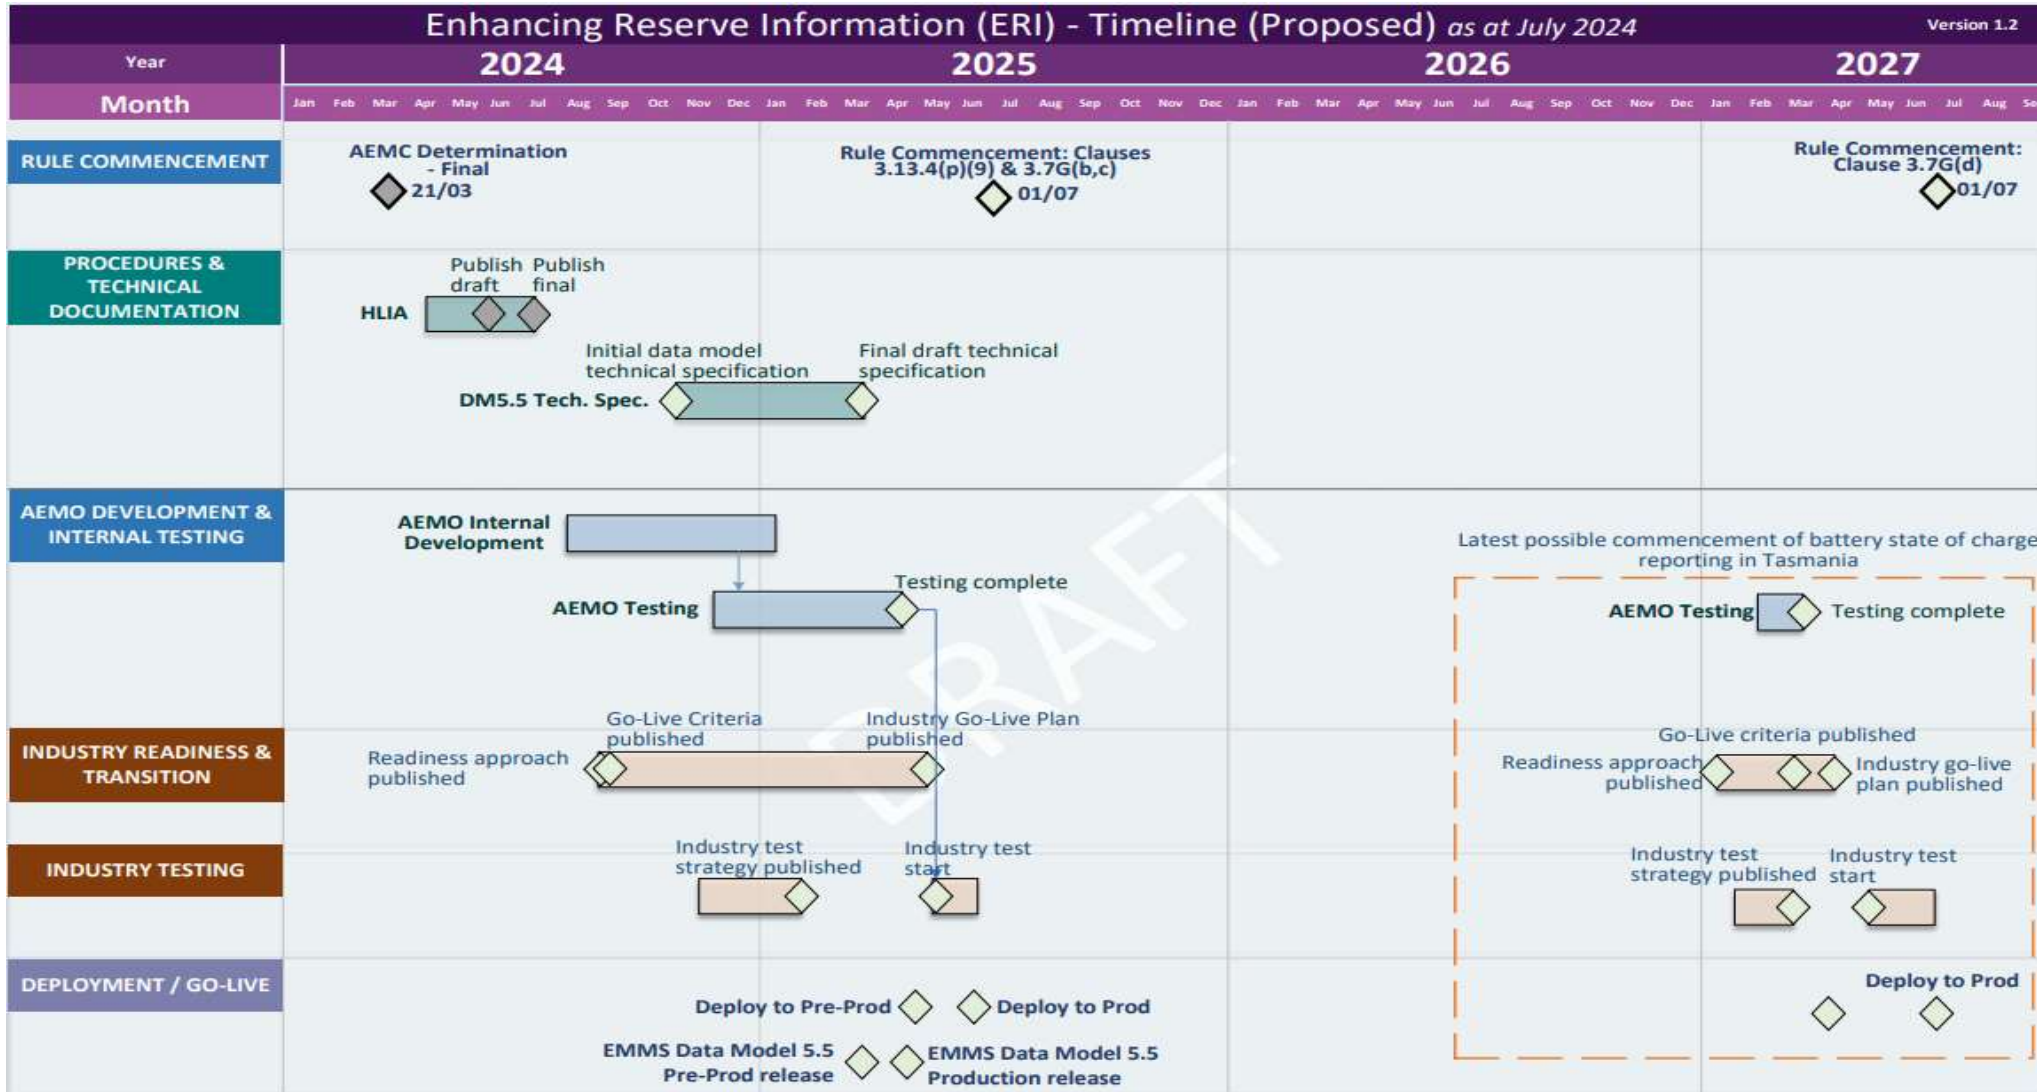 Enhancing Reserve Information (ERI) - Timeline (Proposed) as at July 2024
Version 1.2
Year
2024
2025
2026
2027
Month
Jan Feb Mar Apr May Jun Jul Aug Sep Oct Nov Dec Jan Feb Mar Apr May Jun Jul Aug Sep Oct Nov Dec Jan Feb Mar Apr May Jun Jul Aug Sep Oct Nov Dec Jan Feb Mar Apr May Jun Jul Aug Se
RULE COMMENCEMENT
AEMC Determination
- Final
21/03
Rule Commencement: Clauses
3.13.4(p)(9) & 3.7G(b,c)
01/07
Rule Commencement:
Clause 3.7G(d)
01/07
PROCEDURES &
TECHNICAL
DOCUMENTATION
Publish
draft
Publish
final
HLIA
Initial data model
technical specification
Final draft technical
specification
DM5.5 Tech. Spec.
DRAFT
AEMO DEVELOPMENT &
INTERNAL TESTING
AEMO Internal
Development
Testing complete
AEMO Testing
Latest possible commencement of battery state of charge
reporting in Tasmania
AEMO Testing
Testing complete
INDUSTRY READINESS &
TRANSITION
Go-Live Criteria
published
Industry Go-Live Plan
published
Readiness approach
published
Go-Live criteria published
Readiness approach
published
Industry go-live
plan published
INDUSTRY TESTING
Industry test
strategy published
Industry test
start
Industry test
strategy published
Industry test
start
DEPLOYMENT / GO-LIVE
Deploy to Pre-Prod
Deploy to Prod
Deploy to Prod
EMMS Data Model 5.5
Pre-Prod release
EMMS Data Model 5.5
Production release